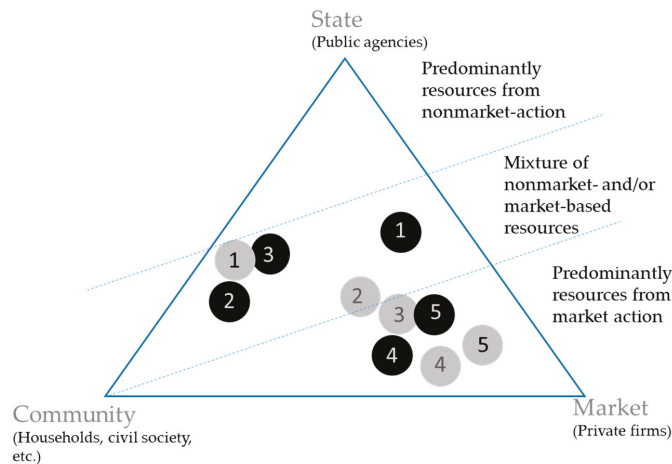 State
(Public agencies)
Predominantly
resources from
nonmarket-action
Mixture of
nonmarket- and/or
market-based
resources
1
1
3
2
Predominantly
resources from
market action
2
3
5
4
5
4
Community
(Households, civil society,
etc.)
Market
(Private firms)